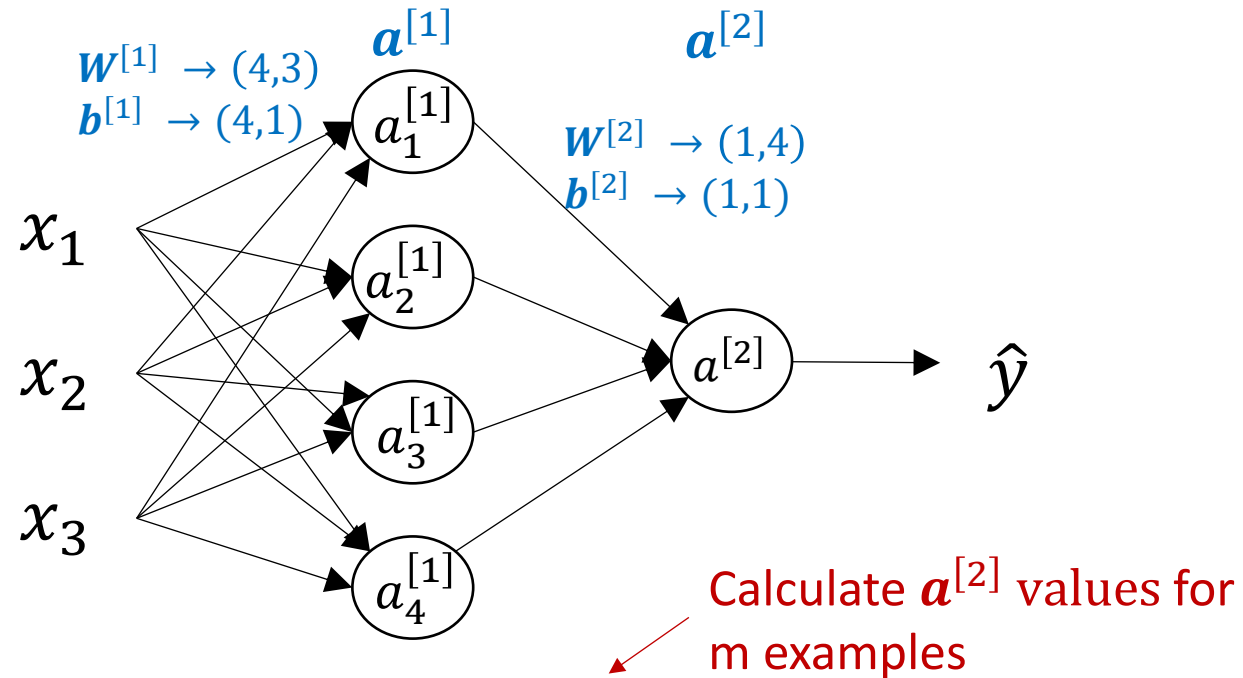 a^[1]
a^[2]
W^[1] → (4,3)
b^[1] → (4,1)
W^[2] → (1,4)
b^[2] → (1,1)
a_1^[1]
x_1
a_2^[1]
x_2
a^[2]
ŷ
a_3^[1]
x_3
a_4^[1]
Calculate a^[2] values for
m examples